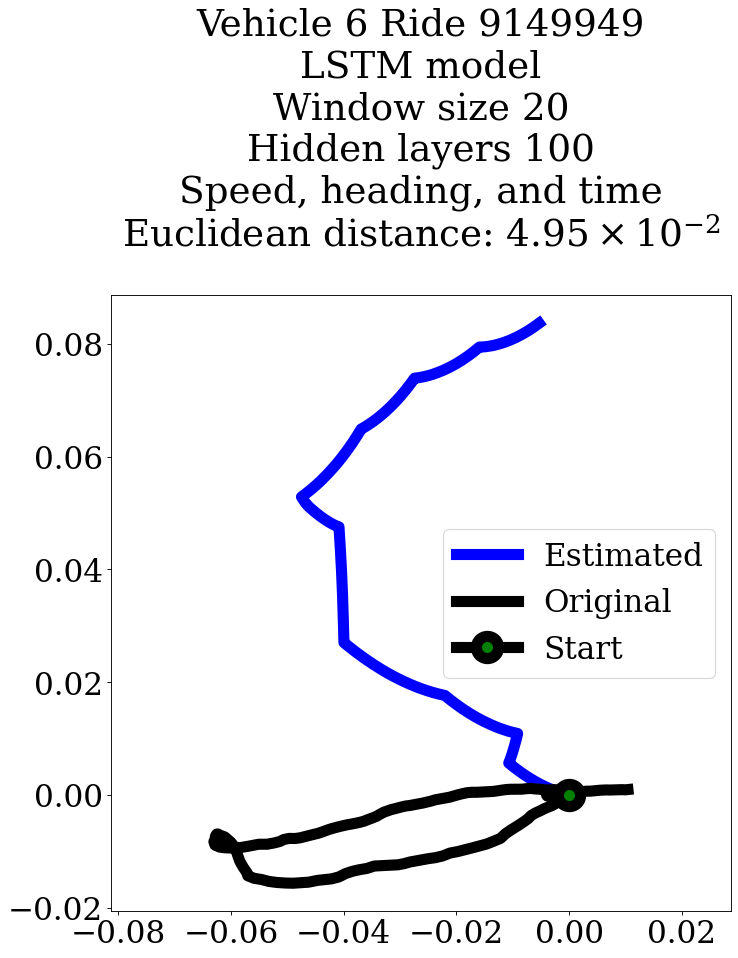 Vehicle 6 Ride 9149949
LSTM model
Window size 20
Hidden layers 100
Speed, heading, and time
Euclidean distance: 4.95 × 10⁻²
0.08
0.06
0.04
0.02
0.00
−0.02
Estimated
Original
Start
−0.08 −0.06 −0.04 −0.02 0.00 0.02